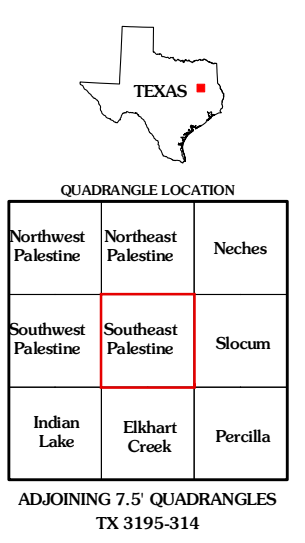 TEXAS
QUADRANGLE LOCATION
Northwest
Palestine
Northeast
Palestine
Neches
Southwest
Palestine
Southeast
Palestine
Slocum
Indian
Lake
Elkhart
Creek
Percilla
ADJOINING 7.5' QUADRANGLES
TX 3195-314